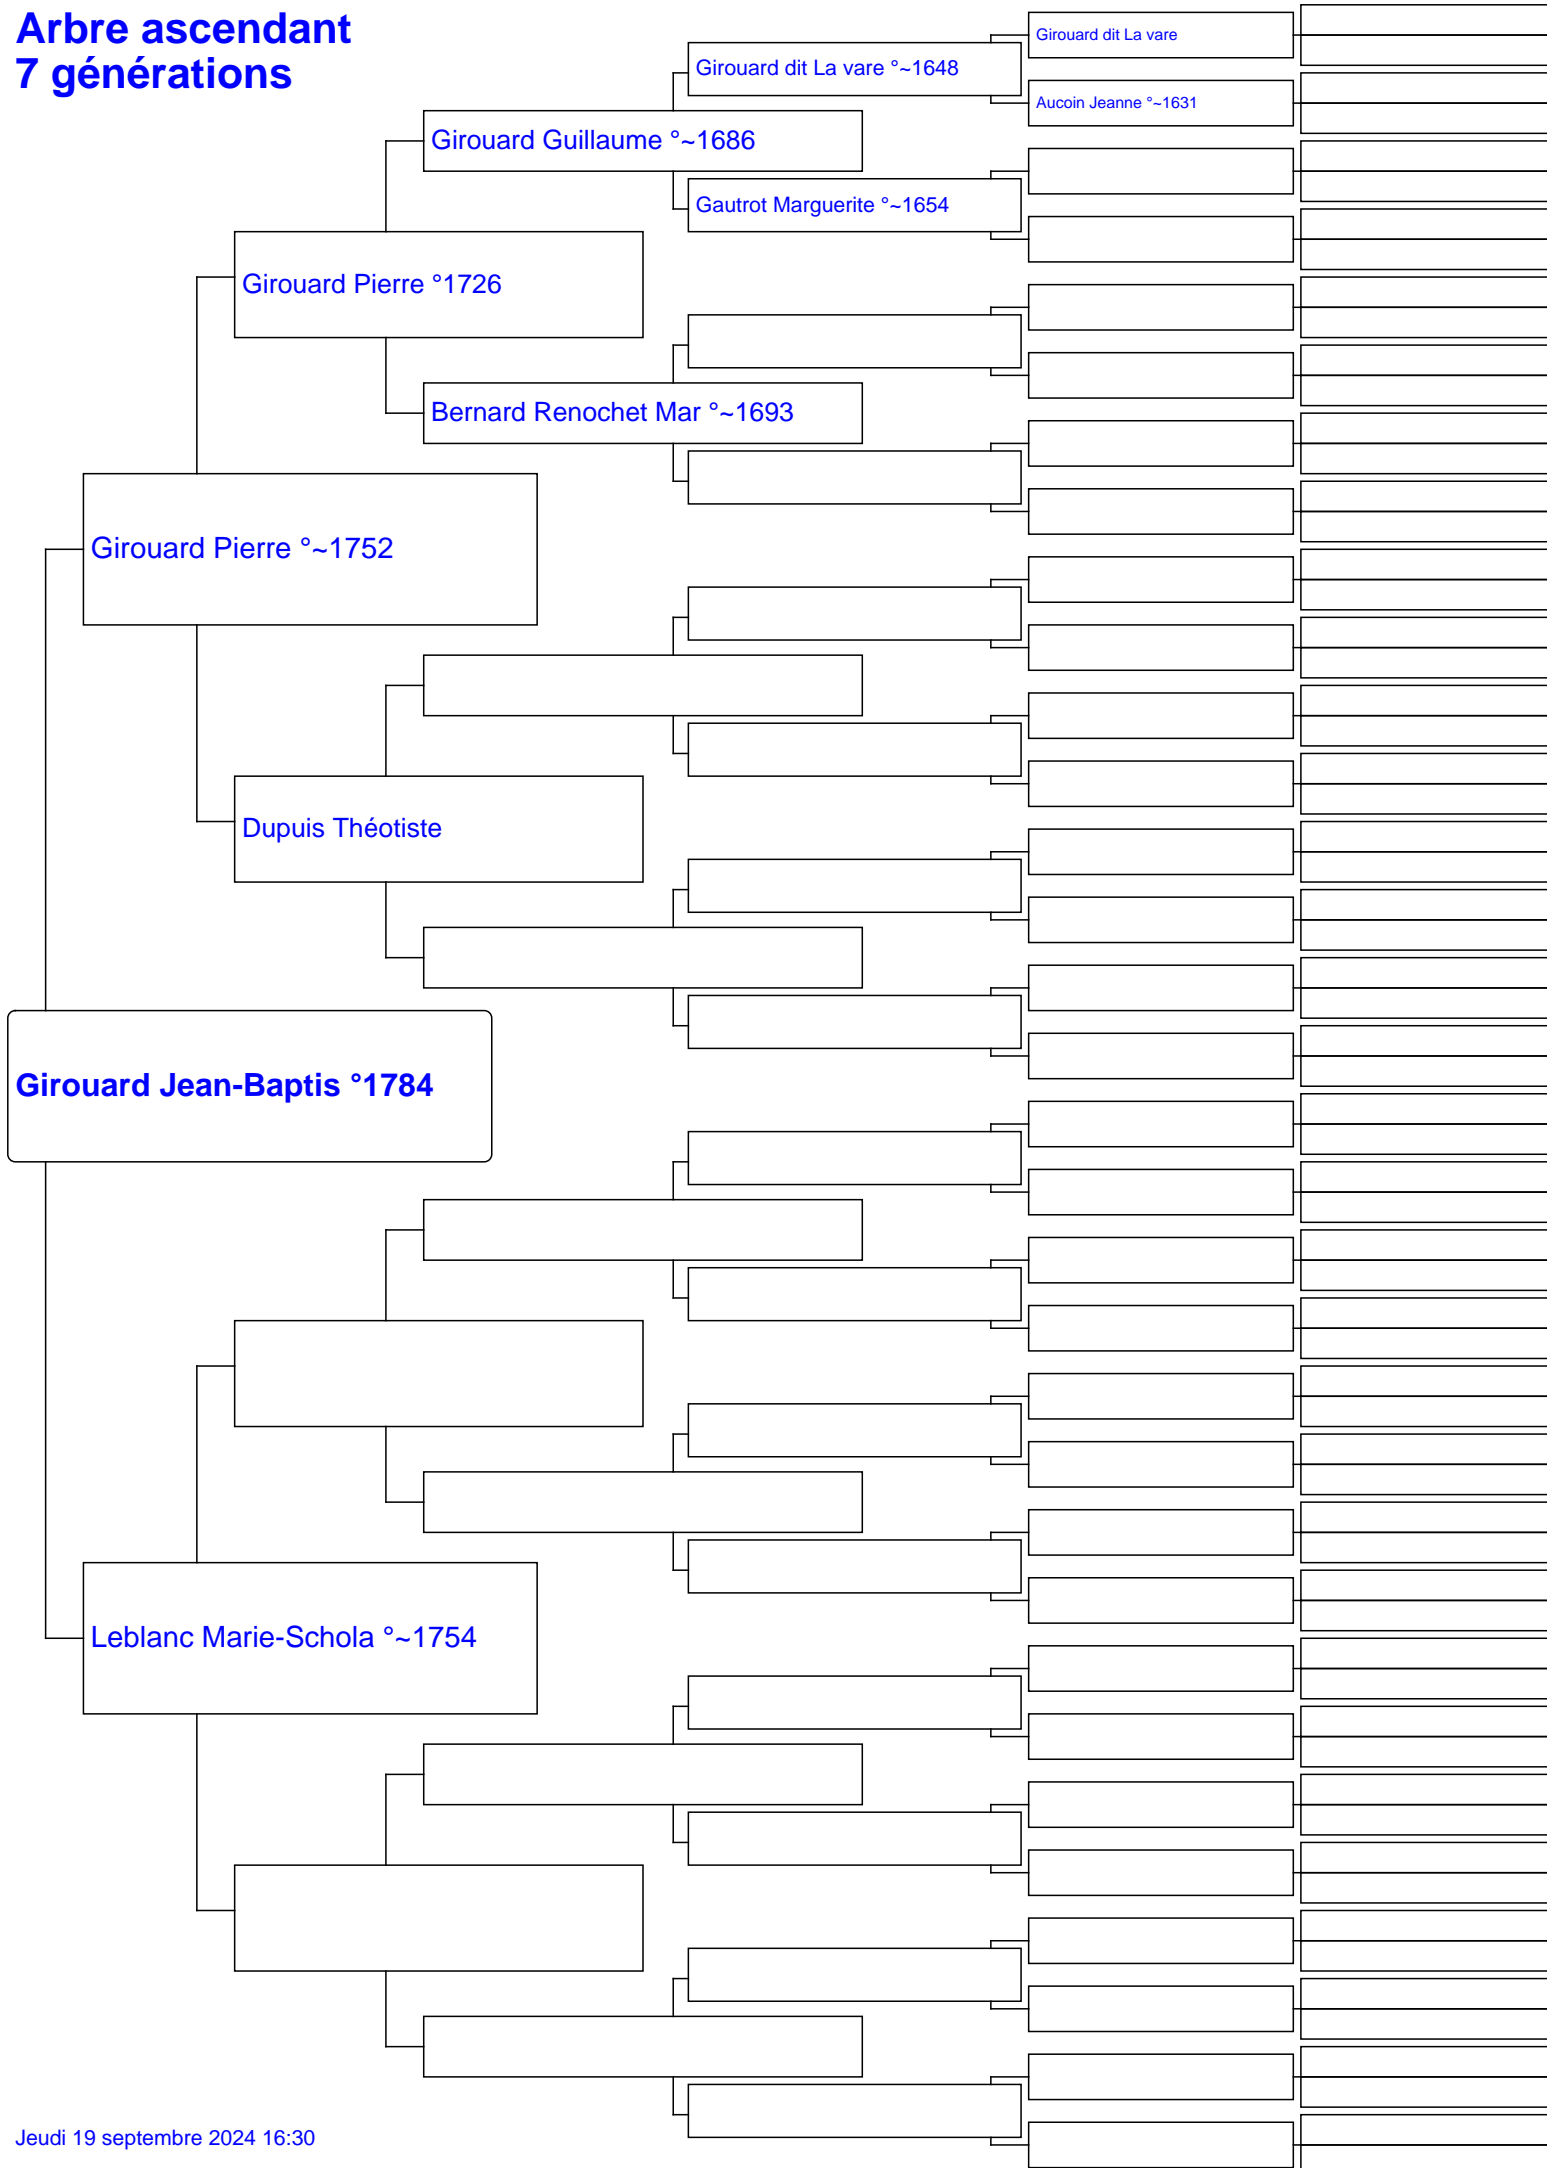 Arbre ascendant
7 générations
Girouard dit La vare
Girouard dit La vare °~1648
Aucoin Jeanne °~1631
Girouard Guillaume °~1686
Gautrot Marguerite °~1654
Girouard Pierre °1726
Bernard Renochet Mar °~1693
Girouard Pierre °~1752
Dupuis Théotiste
Girouard Jean-Baptis °1784
Leblanc Marie-Schola °~1754
Jeudi 19 septembre 2024 16:30